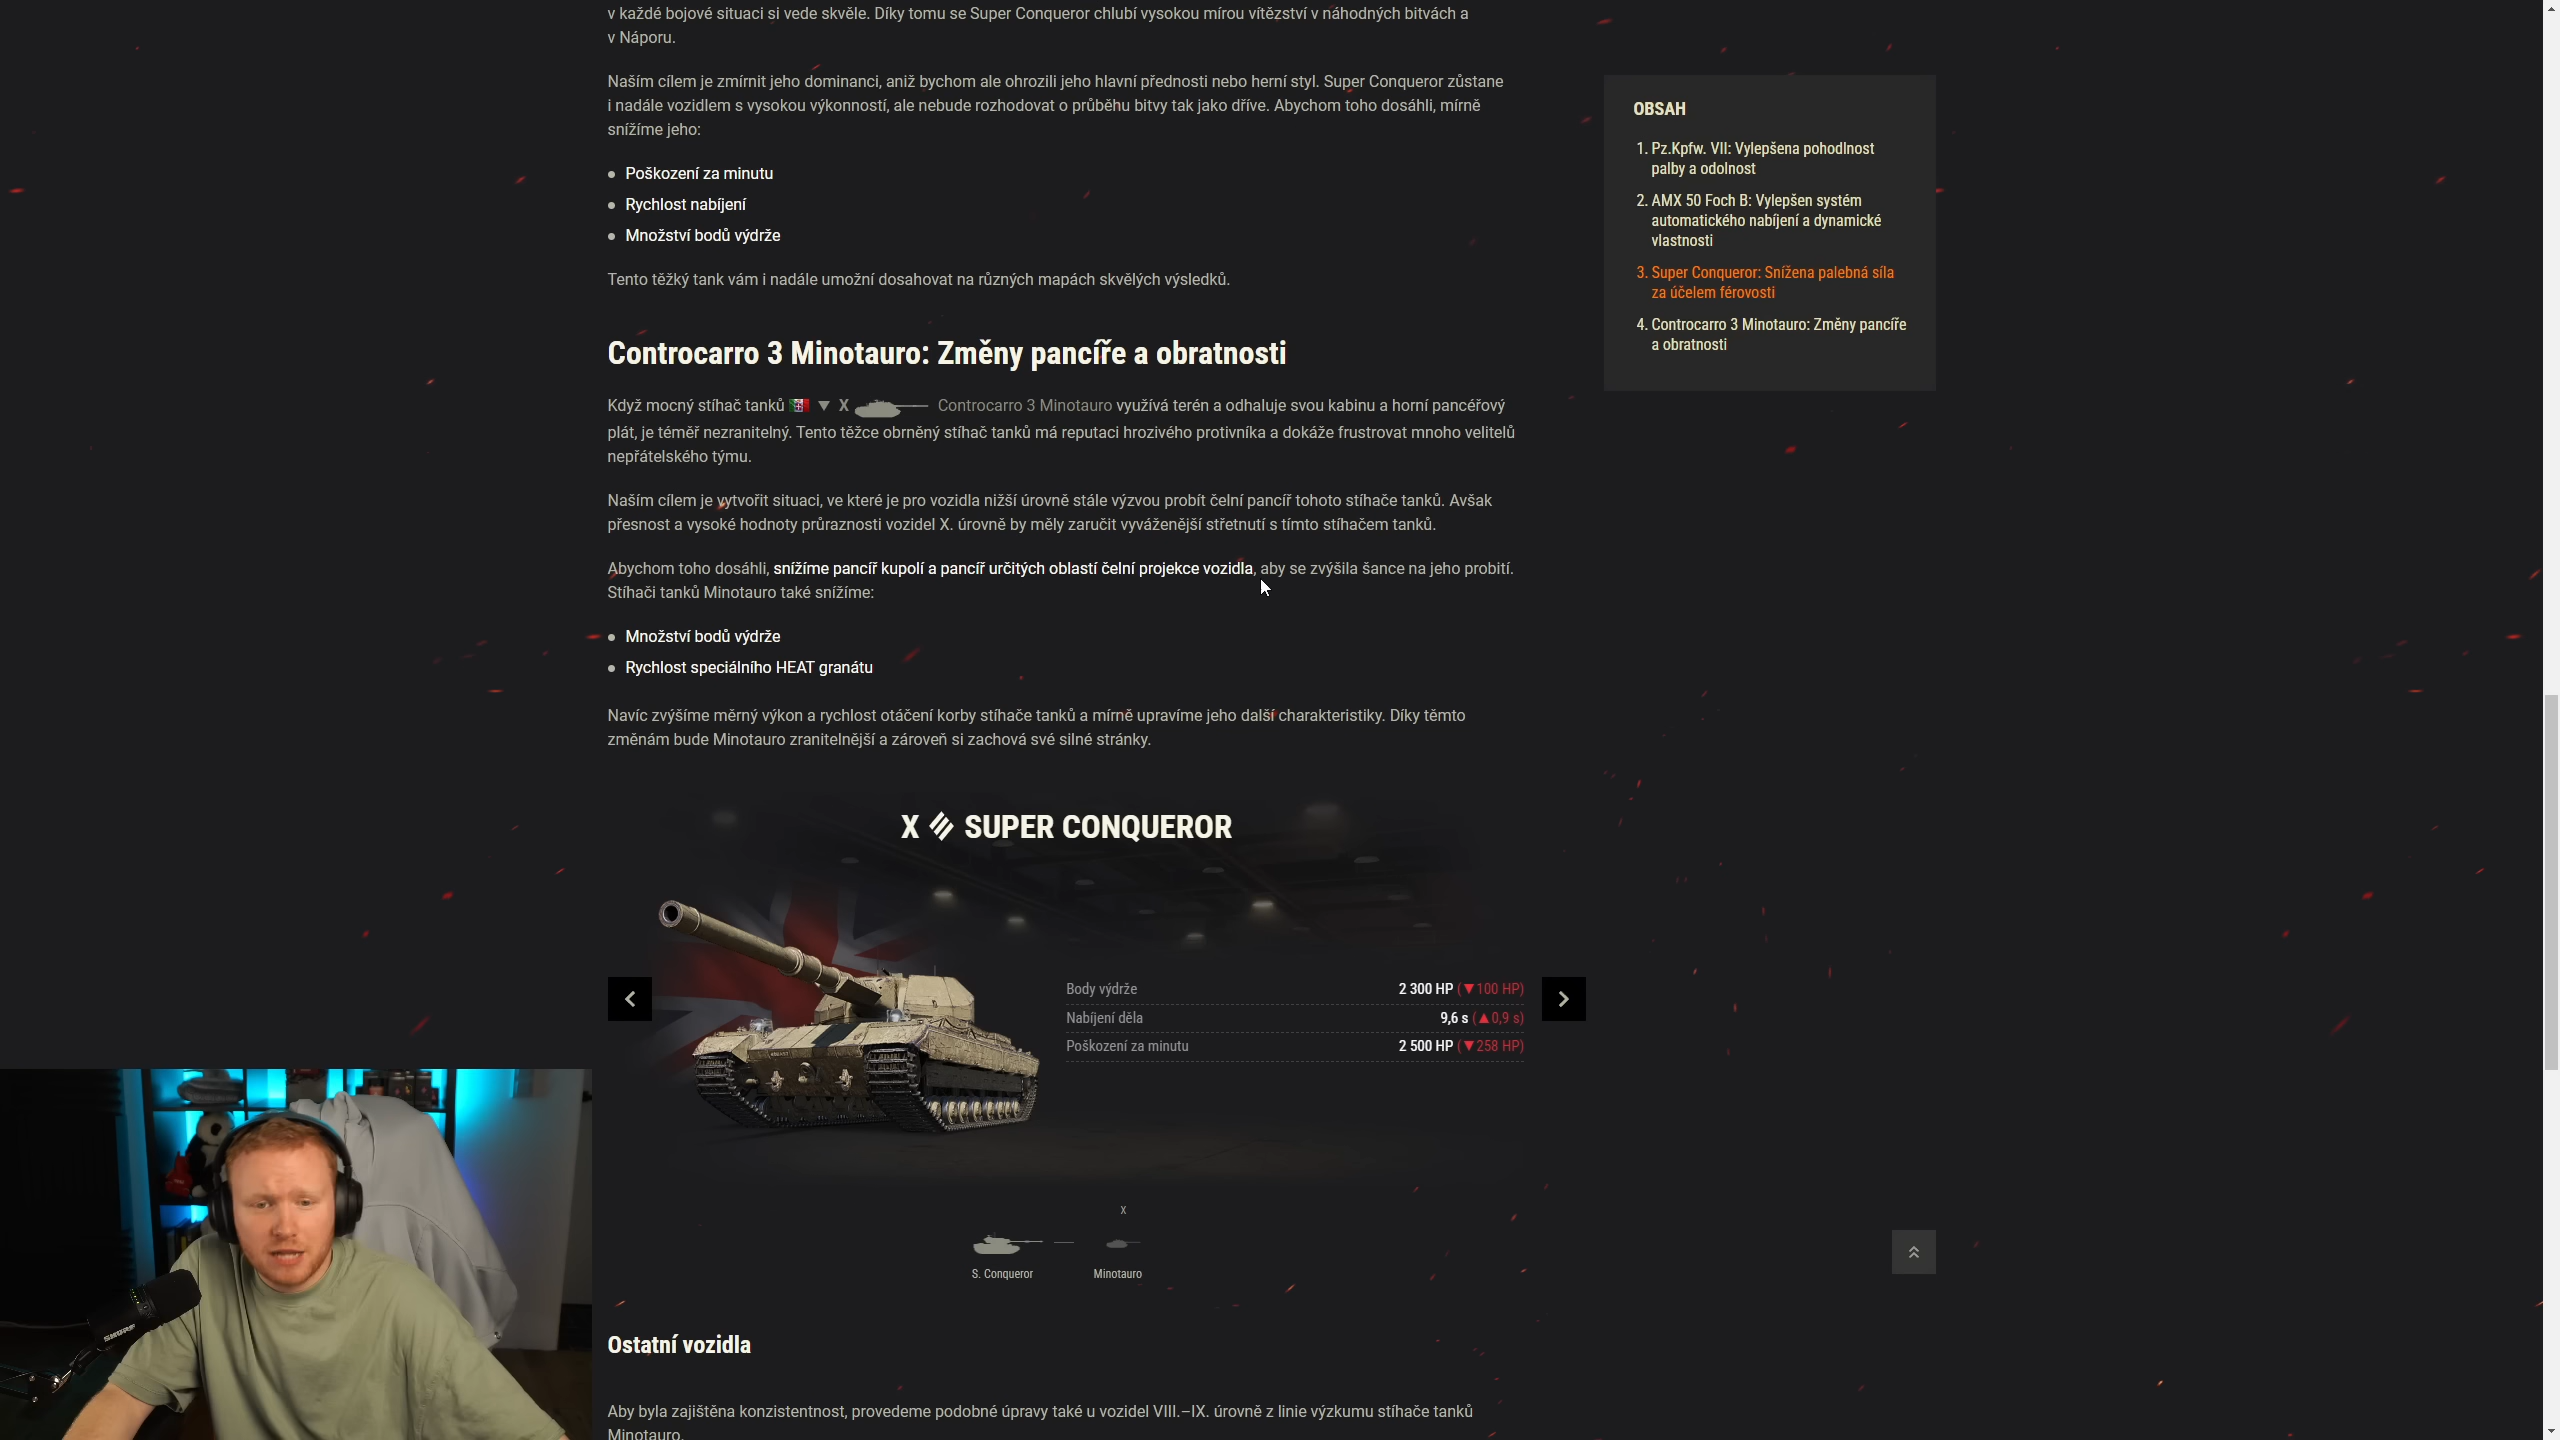 v každé bojové situaci si vede skvěle. Díky tomu se Super Conqueror chlubí vysokou mírou vítězství v náhodných bitvách a
v Náporu.
Naším cílem je zmírnit jeho dominanci, aniž bychom ale ohrozili jeho hlavní přednosti nebo herní styl. Super Conqueror zůstane
i nadále vozidlem s vysokou výkonností, ale nebude rozhodovat o průběhu bitvy tak jako dříve. Abychom toho dosáhli, mírně
snížíme jeho:
Poškození za minutu
Rychlost nabíjení
Množství bodů výdrže
Tento těžký tank vám i nadále umožní dosahovat na různých mapách skvělých výsledků.
Controcarro 3 Minotauro: Změny pancíře a obratnosti
Když mocný stíhač tanků X Controcarro 3 Minotauro využívá terén a odhaluje svou kabinu a horní pancéřový
plát, je téměř nezranitelný. Tento těžce obrněný stíhač tanků má reputaci hrozivého protivníka a dokáže frustrovat mnoho velitelů
nepřátelského týmu.
Naším cílem je vytvořit situaci, ve které je pro vozidla nižší úrovně stále výzvou probít čelní pancíř tohoto stíhače tanků. Avšak
přesnost a vysoké hodnoty průraznosti vozidel X. úrovně by měly zaručit vyváženější střetnutí s tímto stíhačem tanků.
Abychom toho dosáhli, snížíme pancíř kupolí a pancíř určitých oblastí čelní projekce vozidla, aby se zvýšila šance na jeho probití.
Stíhači tanků Minotauro také snížíme:
Množství bodů výdrže
Rychlost speciálního HEAT granátu
Navíc zvýšíme měrný výkon a rychlost otáčení korby stíhače tanků a mírně upravíme jeho další charakteristiky. Díky těmto
změnám bude Minotauro zranitelnější a zároveň si zachová své silné stránky.
X SUPER CONQUEROR
Body výdrže 2 300 HP (▼100 HP)
Nabíjení děla 9,6 s (▲0,9 s)
Poškození za minutu 2 500 HP (▼258 HP)
X
S. Conqueror
Minotauro
Ostatní vozidla
Aby byla zajištěna konzistentnost, provedeme podobné úpravy také u vozidel VIII.–IX. úrovně z linie výzkumu stíhače tanků
Minotauro.
OBSAH
1. Pz.Kpfw. VII: Vylepšena pohodlnost
palby a odolnost
2. AMX 50 Foch B: Vylepšen systém
automatického nabíjení a dynamické
vlastnosti
3. Super Conqueror: Snížena palebná síla
za účelem férovosti
4. Controcarro 3 Minotauro: Změny pancíře
a obratnosti